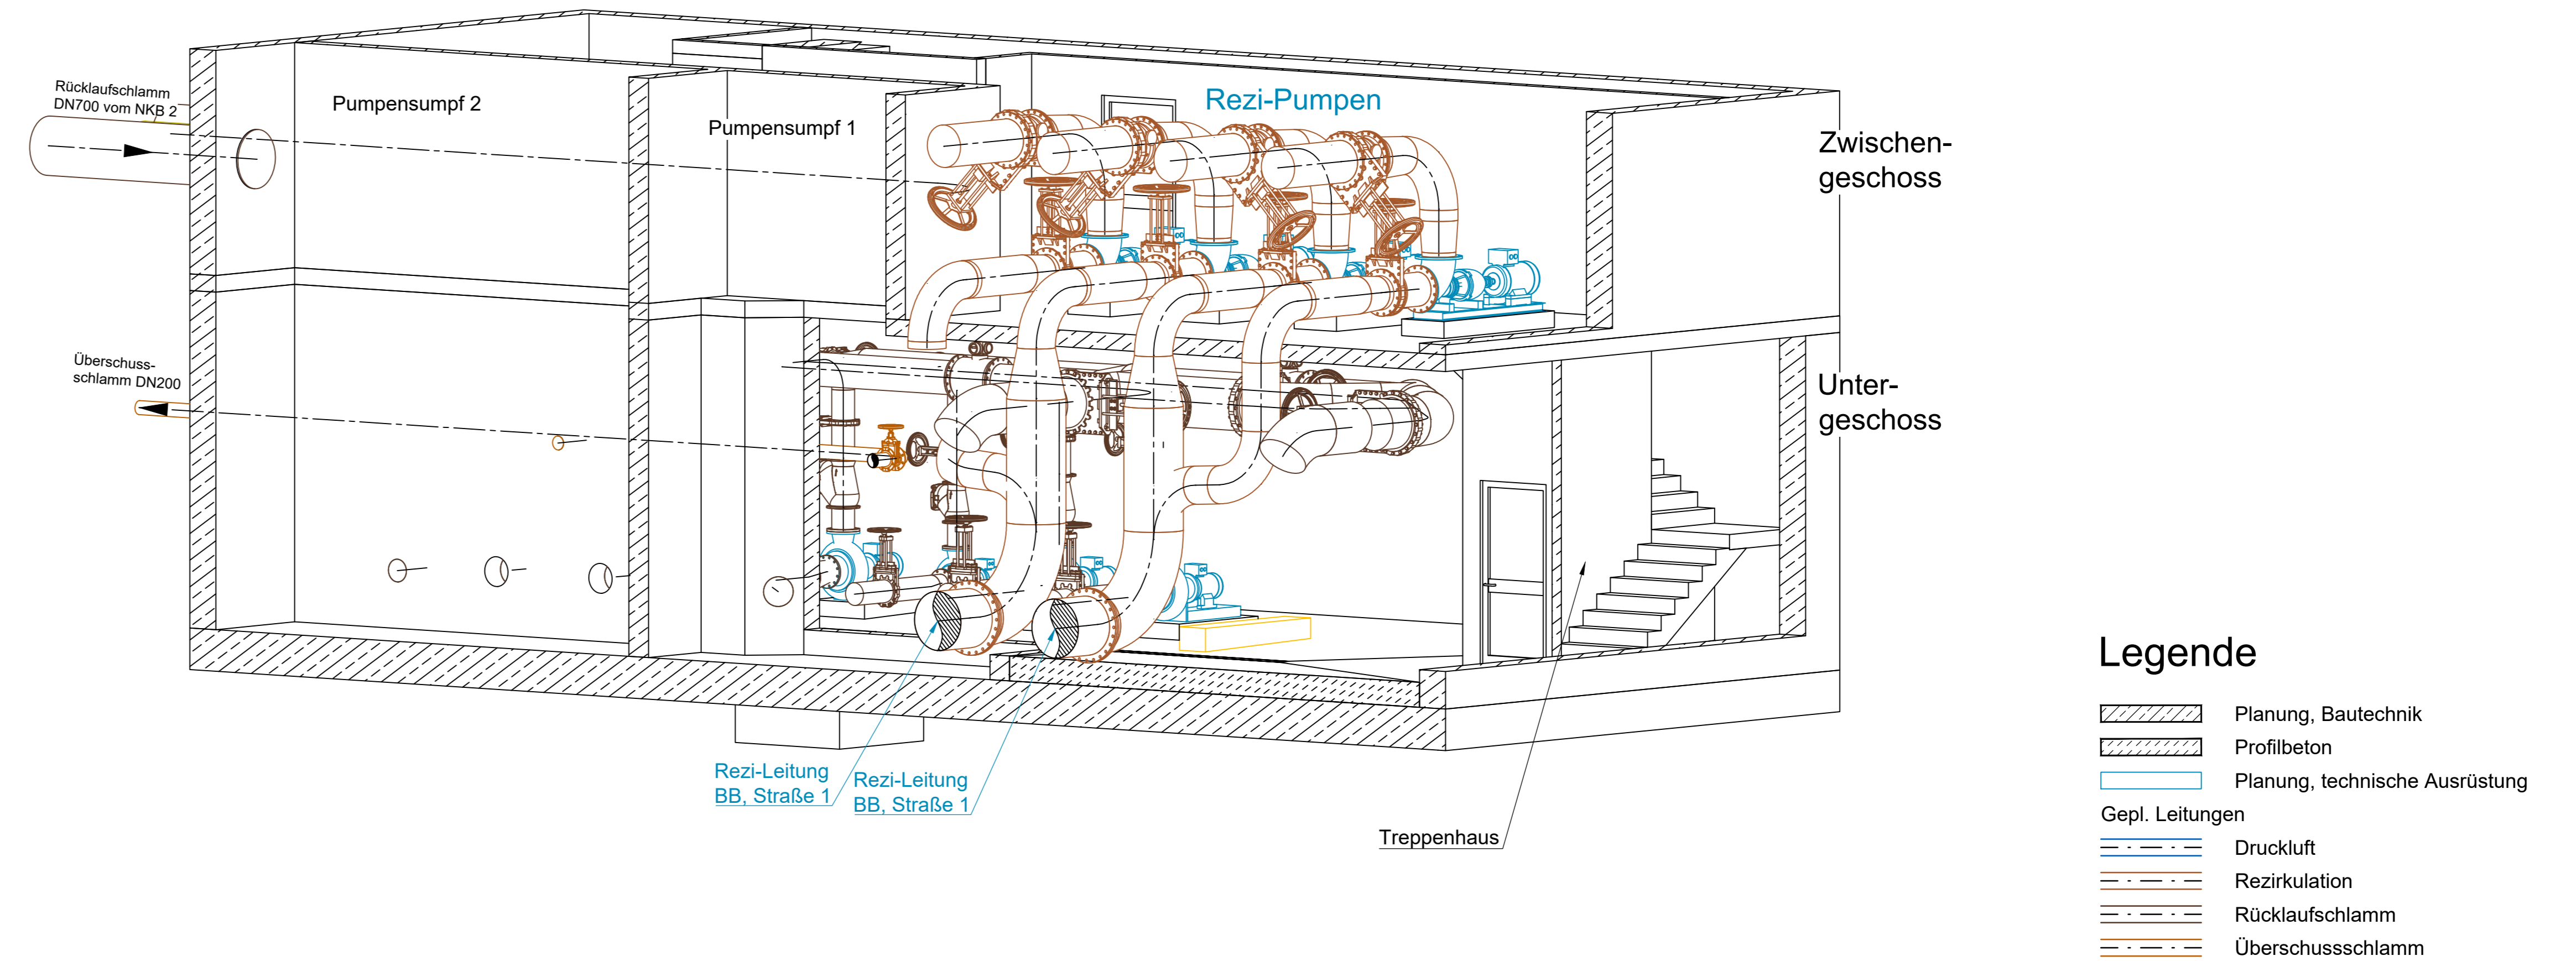 Rücklaufschlamm
DN700 vom NKB 2
Pumpensumpf 2
Pumpensumpf 1
Rezi-Pumpen
Zwischen-
geschoss
Überschuss-
schlamm DN200
Unter-
geschoss
Rezi-Leitung
BB, Straße 1
Rezi-Leitung
BB, Straße 1
Treppenhaus
Legende
Planung, Bautechnik
Profilbeton
Planung, technische Ausrüstung
Gepl. Leitungen
Druckluft
Rezirkulation
Rücklaufschlamm
Überschussschlamm